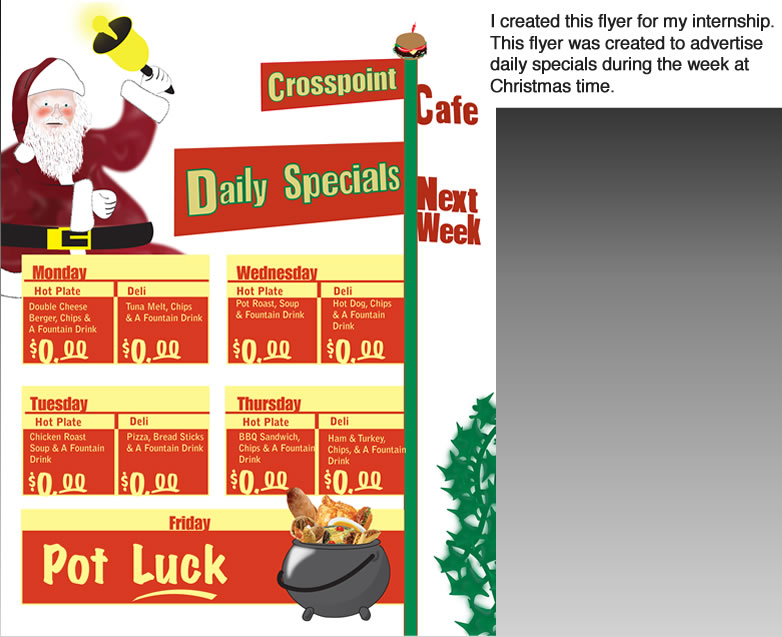 I created this flyer for my internship.
This flyer was created to advertise
daily specials during the week at
Christmas time.
Crosspoint
Cafe
Daily Specials
Next
Week
Monday
Hot Plate
Double Cheese
Berger, Chips &
A Fountain Drink
$0.00
Deli
Tuna Melt, Chips
& A Fountain Drink
$0.00
Wednesday
Hot Plate
Pot Roast, Soup
& Fountain Drink
$0.00
Deli
Hot Dog, Chips
& A Fountain
Drink
$0.00
Tuesday
Hot Plate
Chicken Roast
Soup & A Fountain
Drink
$0.00
Deli
Pizza, Bread Sticks
& A Fountain Drink
$0.00
Thursday
Hot Plate
BBQ Sandwich,
Chips & A Fountain
Drink
$0.00
Deli
Ham & Turkey,
Chips, & A Fountain
Drink
$0.00
Friday
Pot Luck